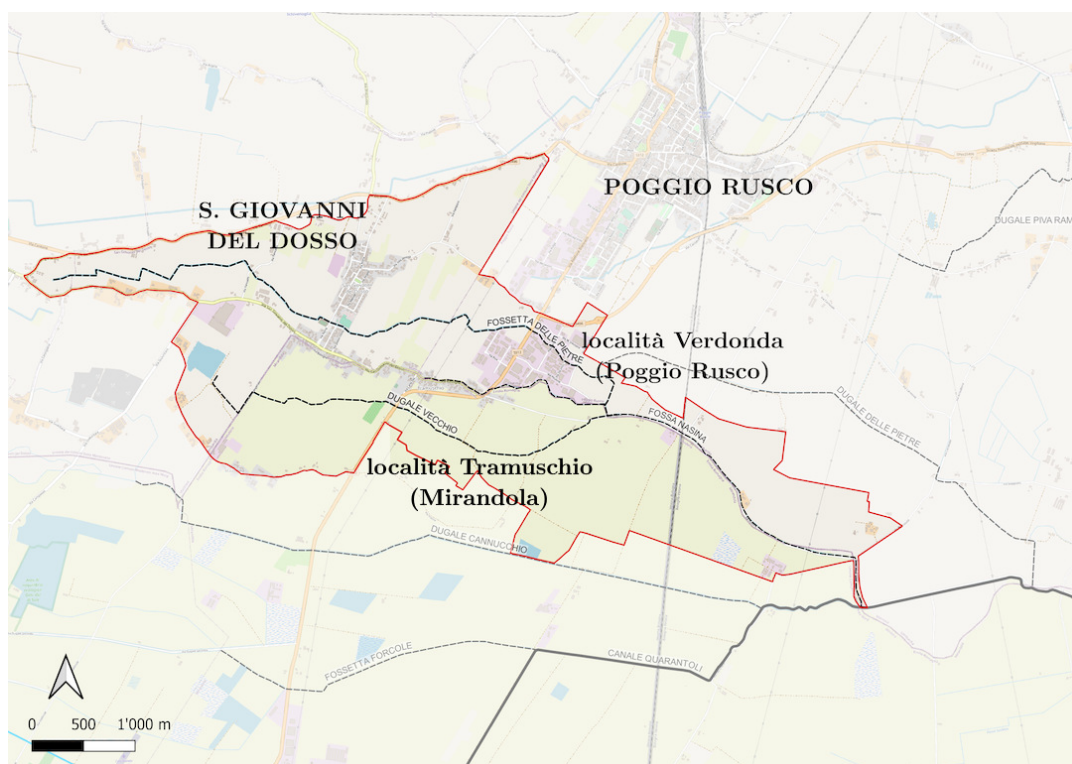 POGGIO RUSCO
S. GIOVANNI
DEL DOSSO
DUGALE PIVA RAM
FOSSETTA DELLE PIETRE
località Verdonda
(Poggio Rusco)
DUGALE DELLE PIETRE
DUGALE VECCHIO
FOSSA NASINA
località Tramuschio
(Mirandola)
DUGALE CANNUCCHIO
FOSSETTA FORCOLE
CANALE QUARANTOLI
0 500 1'000 m